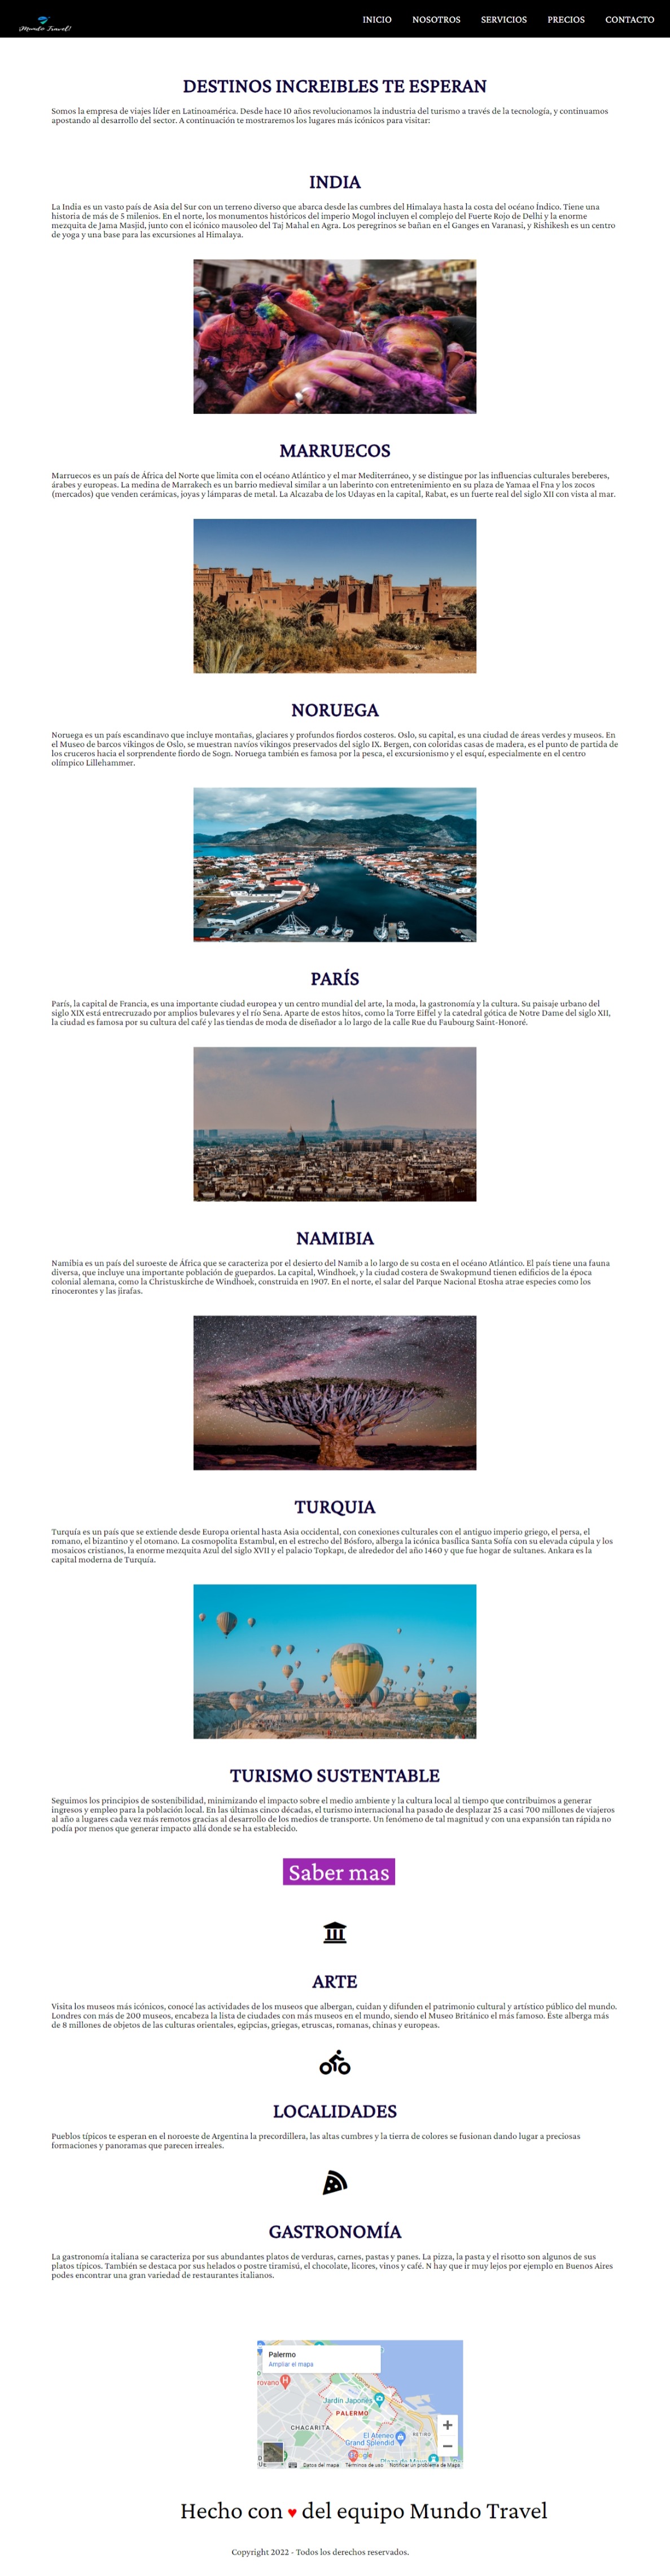 ¡Mundo Travel!
INICIO NOSOTROS SERVICIOS PRECIOS CONTACTO
DESTINOS INCREIBLES TE ESPERAN
Somos la empresa de viajes líder en Latinoamérica. Desde hace 10 años revolucionamos la industria del turismo a través de la tecnología, y continuamos
apostando al desarrollo del sector. A continuación te mostraremos los lugares más icónicos para visitar:
INDIA
La India es un vasto país de Asia del Sur con un terreno diverso que abarca desde las cumbres del Himalaya hasta la costa del océano Índico. Tiene una
historia de más de 5 milenios. En el norte, los monumentos históricos del imperio Mogol incluyen el complejo del Fuerte Rojo de Delhi y la enorme
mezquita de Jama Masjid, junto con el icónico mausoleo del Taj Mahal en Agra. Los peregrinos se bañan en el Ganges en Varanasi, y Rishikesh es un centro
de yoga y una base para las excursiones al Himalaya.
MARRUECOS
Marruecos es un país de África del Norte que limita con el océano Atlántico y el mar Mediterráneo, y se distingue por las influencias culturales bereberes,
árabes y europeas. La medina de Marrakech es un barrio medieval similar a un laberinto con entretenimiento en su plaza de Yamaa el Fna y los zocos
(mercados) que venden cerámicas, joyas y lámparas de metal. La Alcazaba de los Udayas en la capital, Rabat, es un fuerte real del siglo XII con vista al mar.
NORUEGA
Noruega es un país escandinavo que incluye montañas, glaciares y profundos fiordos costeros. Oslo, su capital, es una ciudad de áreas verdes y museos. En
el Museo de barcos vikingos de Oslo, se muestran navíos vikingos preservados del siglo IX. Bergen, con coloridas casas de madera, es el punto de partida de
los cruceros hacia el sorprendente fiordo de Sogn. Noruega también es famosa por la pesca, el excursionismo y el esquí, especialmente en el centro
olímpico Lillehammer.
PARÍS
París, la capital de Francia, es una importante ciudad europea y un centro mundial del arte, la moda, la gastronomía y la cultura. Su paisaje urbano del
siglo XIX está entrecruzado por amplios bulevares y el río Sena. Aparte de estos hitos, como la Torre Eiffel y la catedral gótica de Notre Dame del siglo XII,
la ciudad es famosa por su cultura del café y las tiendas de moda de diseñador a lo largo de la calle Rue du Faubourg Saint-Honoré.
NAMIBIA
Namibia es un país del suroeste de África que se caracteriza por el desierto del Namib a lo largo de su costa en el océano Atlántico. El país tiene una fauna
diversa, que incluye una importante población de guepardos. La capital, Windhoek, y la ciudad costera de Swakopmund tienen edificios de la época
colonial alemana, como la Christuskirche de Windhoek, construida en 1907. En el norte, el salar del Parque Nacional Etosha atrae especies como los
rinocerontes y las jirafas.
TURQUIA
Turquía es un país que se extiende desde Europa oriental hasta Asia occidental, con conexiones culturales con el antiguo imperio griego, el persa, el
romano, el bizantino y el otomano. La cosmopolita Estambul, en el estrecho del Bósforo, alberga la icónica basílica Santa Sofía con su elevada cúpula y los
mosaicos cristianos, la enorme mezquita Azul del siglo XVII y el palacio Topkapı, de alrededor del año 1460 y que fue hogar de sultanes. Ankara es la
capital moderna de Turquía.
TURISMO SUSTENTABLE
Seguimos los principios de sostenibilidad, minimizando el impacto sobre el medio ambiente y la cultura local al tiempo que contribuimos a generar
ingresos y empleo para la población local. En las últimas cinco décadas, el turismo internacional ha pasado de desplazar 25 a casi 700 millones de viajeros
al año a lugares cada vez más remotos gracias al desarrollo de los medios de transporte. Un fenómeno de tal magnitud y con una expansión tan rápida no
podía por menos que generar impacto allá donde se ha establecido.
Saber mas
ARTE
Visita los museos más icónicos, conocé las actividades de los museos que albergan, cuidan y difunden el patrimonio cultural y artístico público del mundo.
Londres con más de 200 museos, encabeza la lista de ciudades con más museos en el mundo, siendo el Museo Británico el más famoso. Éste alberga más
de 8 millones de objetos de las culturas orientales, egipcias, griegas, etruscas, romanas, chinas y europeas.
LOCALIDADES
Pueblos típicos te esperan en el noroeste de Argentina la precordillera, las altas cumbres y la tierra de colores se fusionan dando lugar a preciosas
formaciones y panoramas que parecen irreales.
GASTRONOMÍA
La gastronomía italiana se caracteriza por sus abundantes platos de verduras, carnes, pastas y panes. La pizza, la pasta y el risotto son algunos de sus
platos típicos. También se destaca por sus helados o postre tiramisú, el chocolate, licores, vinos y café. N hay que ir muy lejos por ejemplo en Buenos Aires
podes encontrar una gran variedad de restaurantes italianos.
Palermo
Ampliar el mapa
rovano
Jardín Japonés
PALERMO
CHACARITA
RETIRO
El Ateneo
Grand Splendid
Plaza de Mayo
Datos del mapa Términos de uso Notificar un problema de Maps
Hecho con ♥ del equipo Mundo Travel
Copyright 2022 - Todos los derechos reservados.